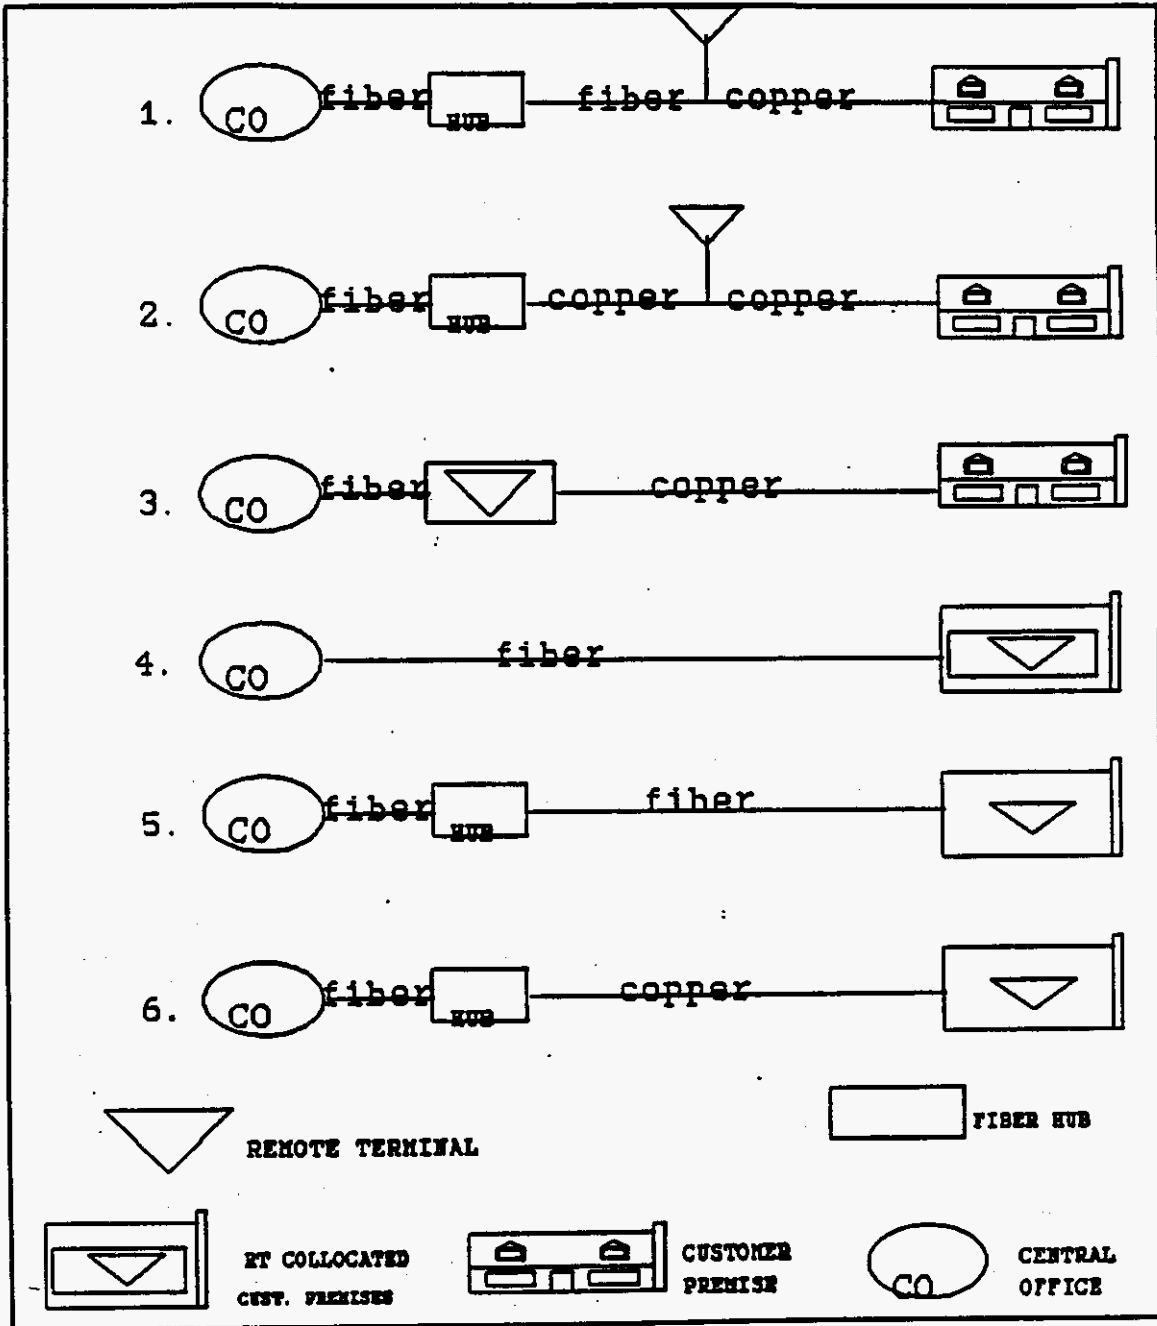 1. CO fiber HUB fiber copper
2. CO fiber HUB copper copper
3. CO fiber copper
4. CO fiber
5. CO fiber HUB fiber
6. CO fiber HUB copper
REMOTE TERMINAL
FIBER HUB
RT COLLOCATED
CUST. PREMISES
CUSTOMER
PREMISE
CO
CENTRAL
OFFICE